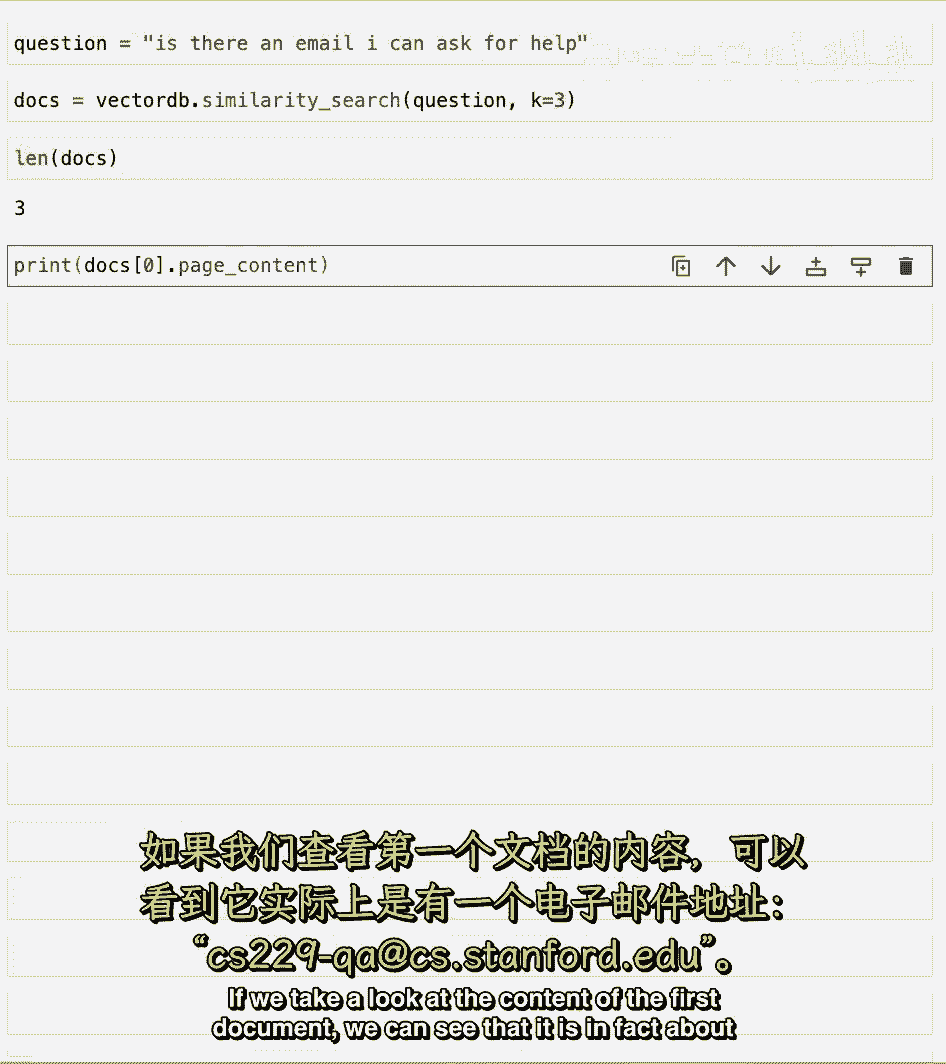 question = "is there an email i can ask for help"
docs = vectordb.similarity_search(question, k=3)
len(docs)
3
print(docs[0].page_content)
如果我们查看第一个文档的内容，可以
看到它实际上是有一个电子邮件地址：
“cs229-qa@cs.stanford.edu”。
If we take a look at the content of the first
document, we can see that it is in fact about